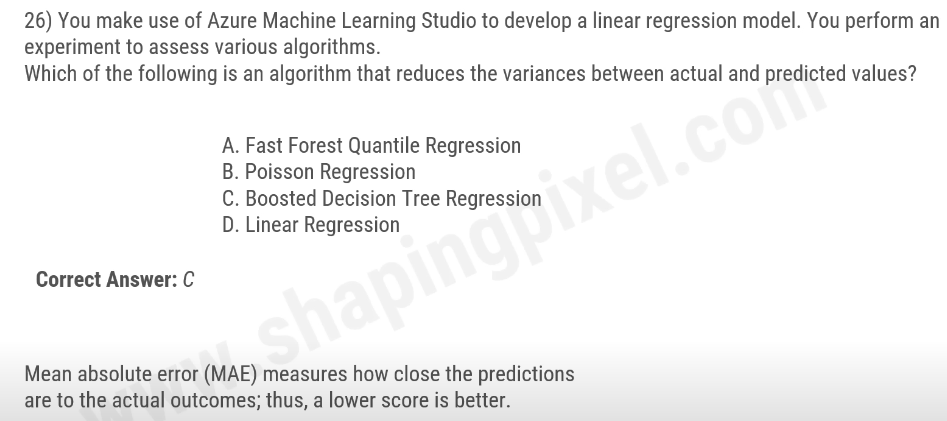 26) You make use of Azure Machine Learning Studio to develop a linear regression model. You perform an
experiment to assess various algorithms.
Which of the following is an algorithm that reduces the variances between actual and predicted values?
A. Fast Forest Quantile Regression
B. Poisson Regression
C. Boosted Decision Tree Regression
D. Linear Regression
Correct Answer: C
Mean absolute error (MAE) measures how close the predictions
are to the actual outcomes; thus, a lower score is better.
www.shapingpixel.com